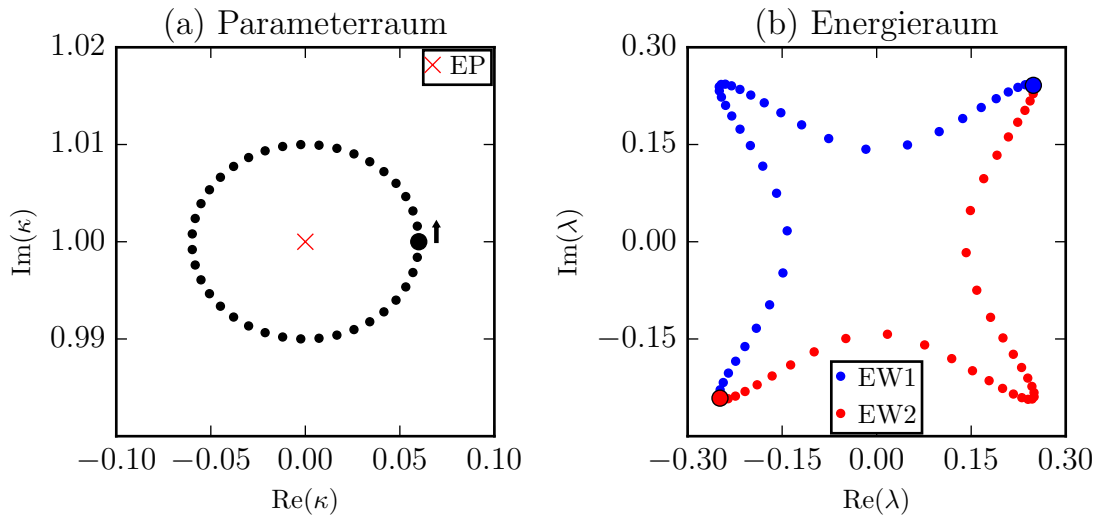 (a) Parameterraum
1.02
1.01
1.00
0.99
Im(κ)
× EP
−0.10
−0.05
0.00
0.05
0.10
Re(κ)
(b) Energieraum
0.30
0.15
0.00
−0.15
Im(λ)
EW1
EW2
−0.30
−0.15
0.00
0.15
0.30
Re(λ)